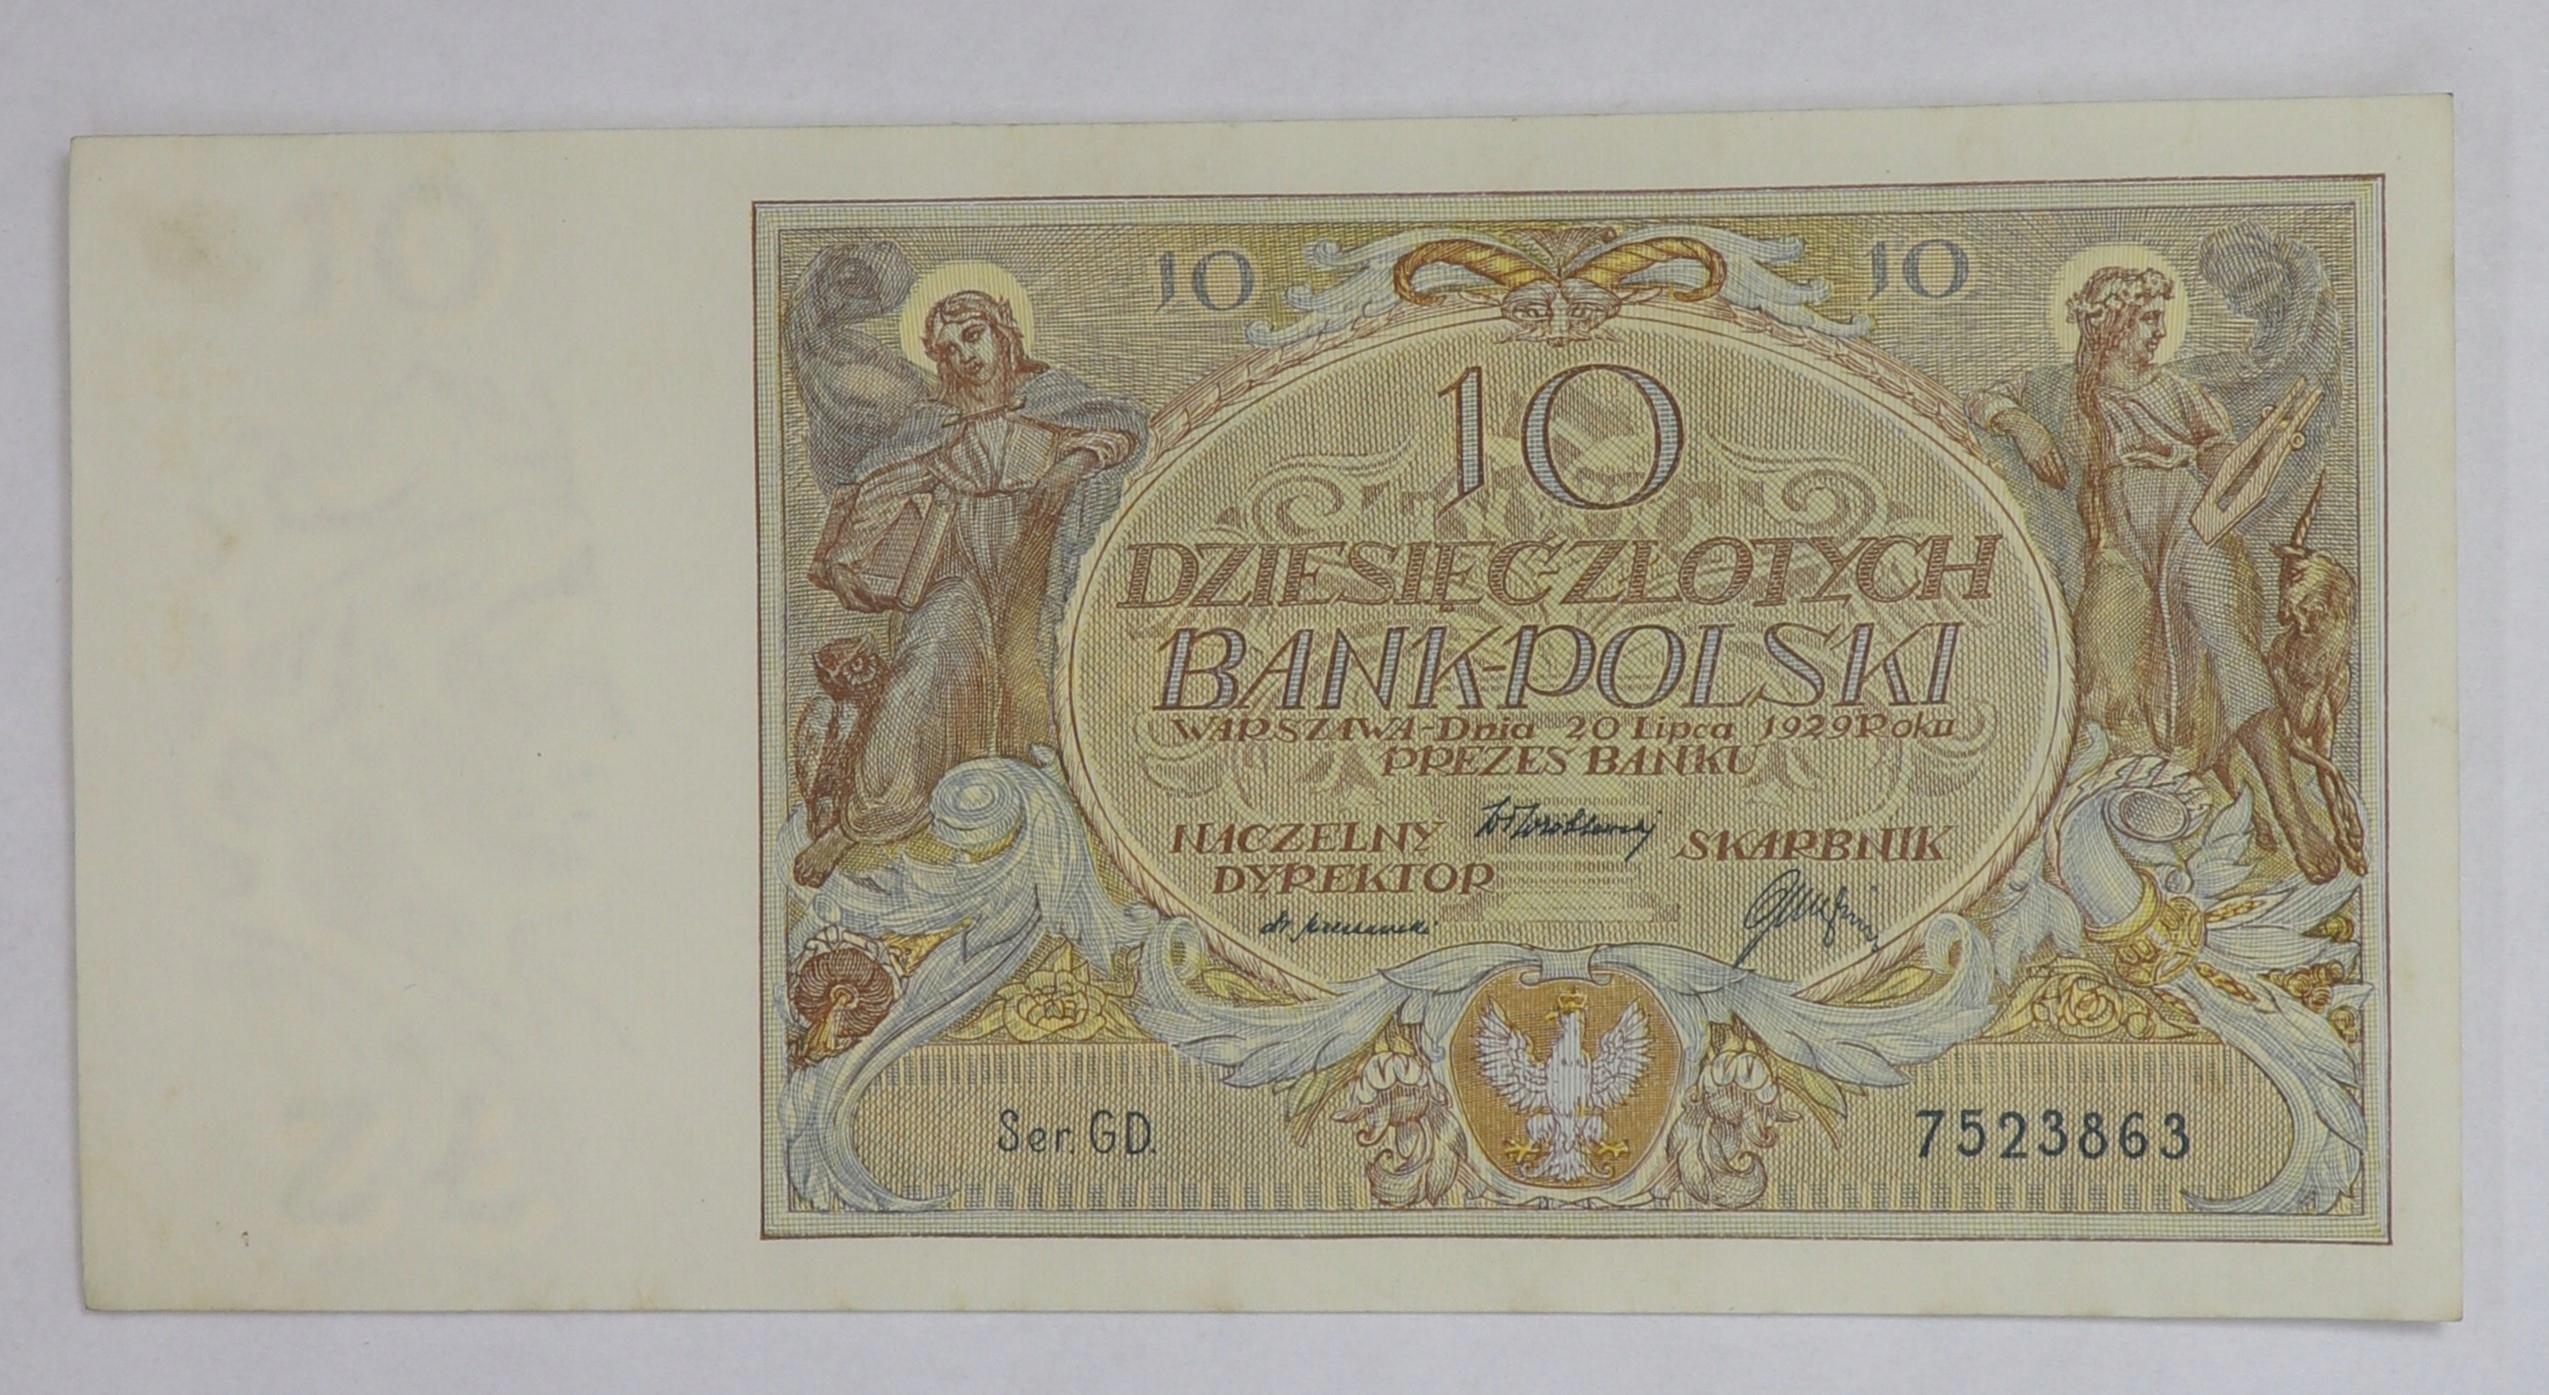 10 10
10
DZIESIĘĆ-ZŁOTYCH
BANK-POLSKI
WARSZAWA-Dnia 20 Lipca 1929 Roku
PREZES BANKU
NACZELNY
DYREKTOR
SKARBNIK
Ser. GD. 7523863